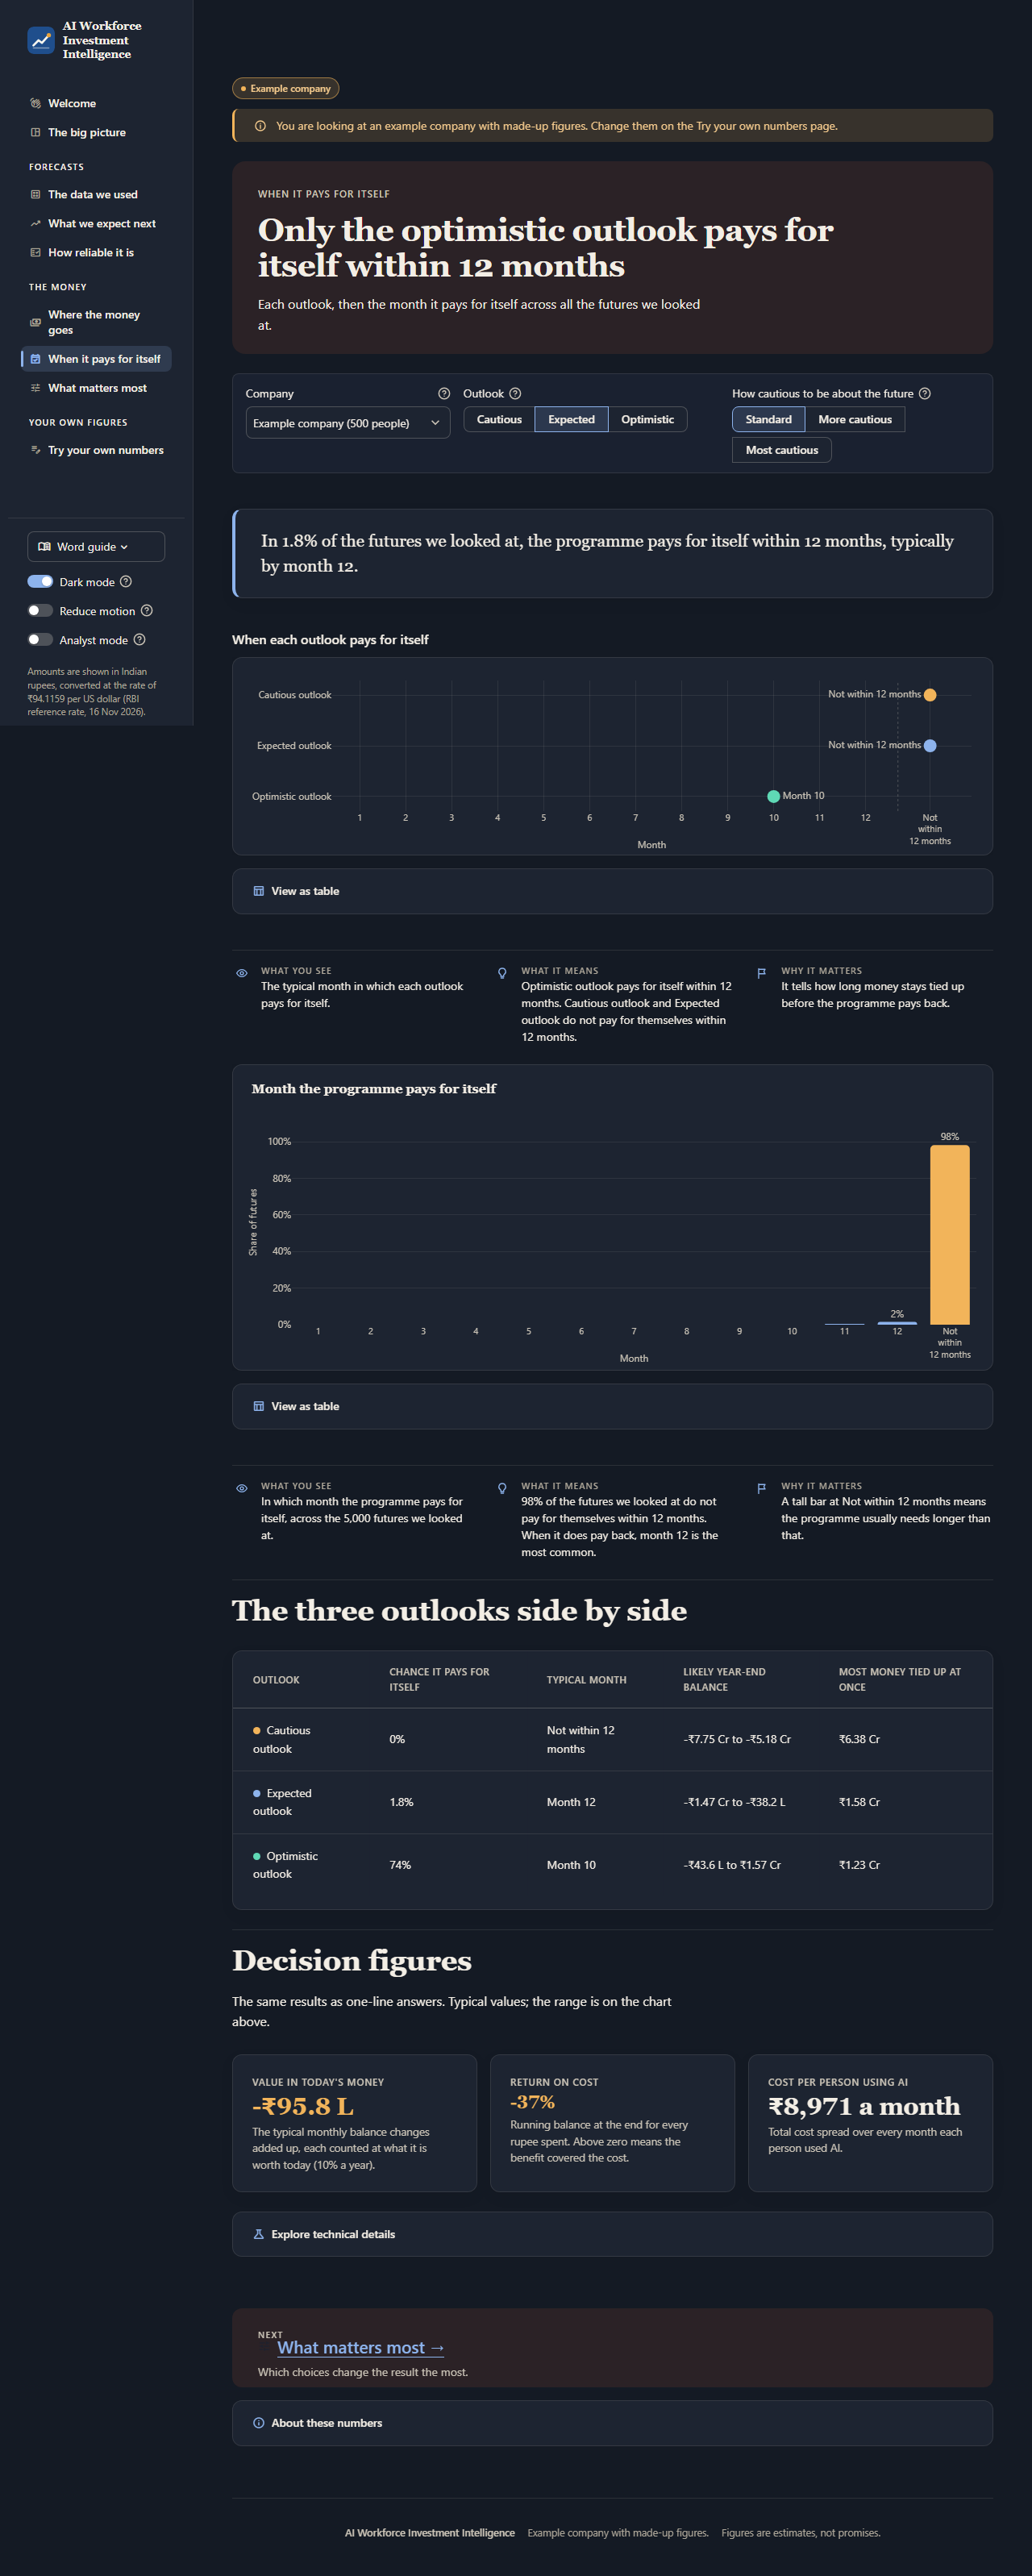 AI Workforce
Investment
Intelligence
Welcome
The big picture
FORECASTS
The data we used
What we expect next
How reliable it is
THE MONEY
Where the money
goes
When it pays for itself
What matters most
YOUR OWN FIGURES
Try your own numbers
Word guide
Dark mode
Reduce motion
Analyst mode
Amounts are shown in Indian
rupees, converted at the rate of
₹94.1159 per US dollar (RBI
reference rate, 16 Nov 2026).
Example company
You are looking at an example company with made-up figures. Change them on the Try your own numbers page.
WHEN IT PAYS FOR ITSELF
Only the optimistic outlook pays for
itself within 12 months
Each outlook, then the month it pays for itself across all the futures we looked
at.
Company
Example company (500 people)
Outlook
Cautious Expected Optimistic
How cautious to be about the future
Standard More cautious
Most cautious
In 1.8% of the futures we looked at, the programme pays for itself within 12 months, typically
by month 12.
When each outlook pays for itself
Cautious outlook Not within 12 months
Expected outlook Not within 12 months
Optimistic outlook Month 10
1 2 3 4 5 6 7 8 9 10 11 12 Not
within
12 months
Month
View as table
WHAT YOU SEE
The typical month in which each outlook
pays for itself.
WHAT IT MEANS
Optimistic outlook pays for itself within 12
months. Cautious outlook and Expected
outlook do not pay for themselves within
12 months.
WHY IT MATTERS
It tells how long money stays tied up
before the programme pays back.
Month the programme pays for itself
98%
100%
80%
60%
40%
20%
2%
0%
Share of futures
1 2 3 4 5 6 7 8 9 10 11 12 Not
within
12 months
Month
View as table
WHAT YOU SEE
In which month the programme pays for
itself, across the 5,000 futures we looked
at.
WHAT IT MEANS
98% of the futures we looked at do not
pay for themselves within 12 months.
When it does pay back, month 12 is the
most common.
WHY IT MATTERS
A tall bar at Not within 12 months means
the programme usually needs longer than
that.
The three outlooks side by side
OUTLOOK
CHANCE IT PAYS FOR
ITSELF
TYPICAL MONTH
LIKELY YEAR-END
BALANCE
MOST MONEY TIED UP AT
ONCE
Cautious
outlook
0%
Not within 12
months
-₹7.75 Cr to -₹5.18 Cr
₹6.38 Cr
Expected
outlook
1.8%
Month 12
-₹1.47 Cr to -₹38.2 L
₹1.58 Cr
Optimistic
outlook
74%
Month 10
-₹43.6 L to ₹1.57 Cr
₹1.23 Cr
Decision figures
The same results as one-line answers. Typical values; the range is on the chart
above.
VALUE IN TODAY'S MONEY
-₹95.8 L
The typical monthly balance changes
added up, each counted at what it is
worth today (10% a year).
RETURN ON COST
-37%
Running balance at the end for every
rupee spent. Above zero means the
benefit covered the cost.
COST PER PERSON USING AI
₹8,971 a month
Total cost spread over every month each
person used AI.
Explore technical details
NEXT
What matters most →
Which choices change the result the most.
About these numbers
AI Workforce Investment Intelligence Example company with made-up figures. Figures are estimates, not promises.